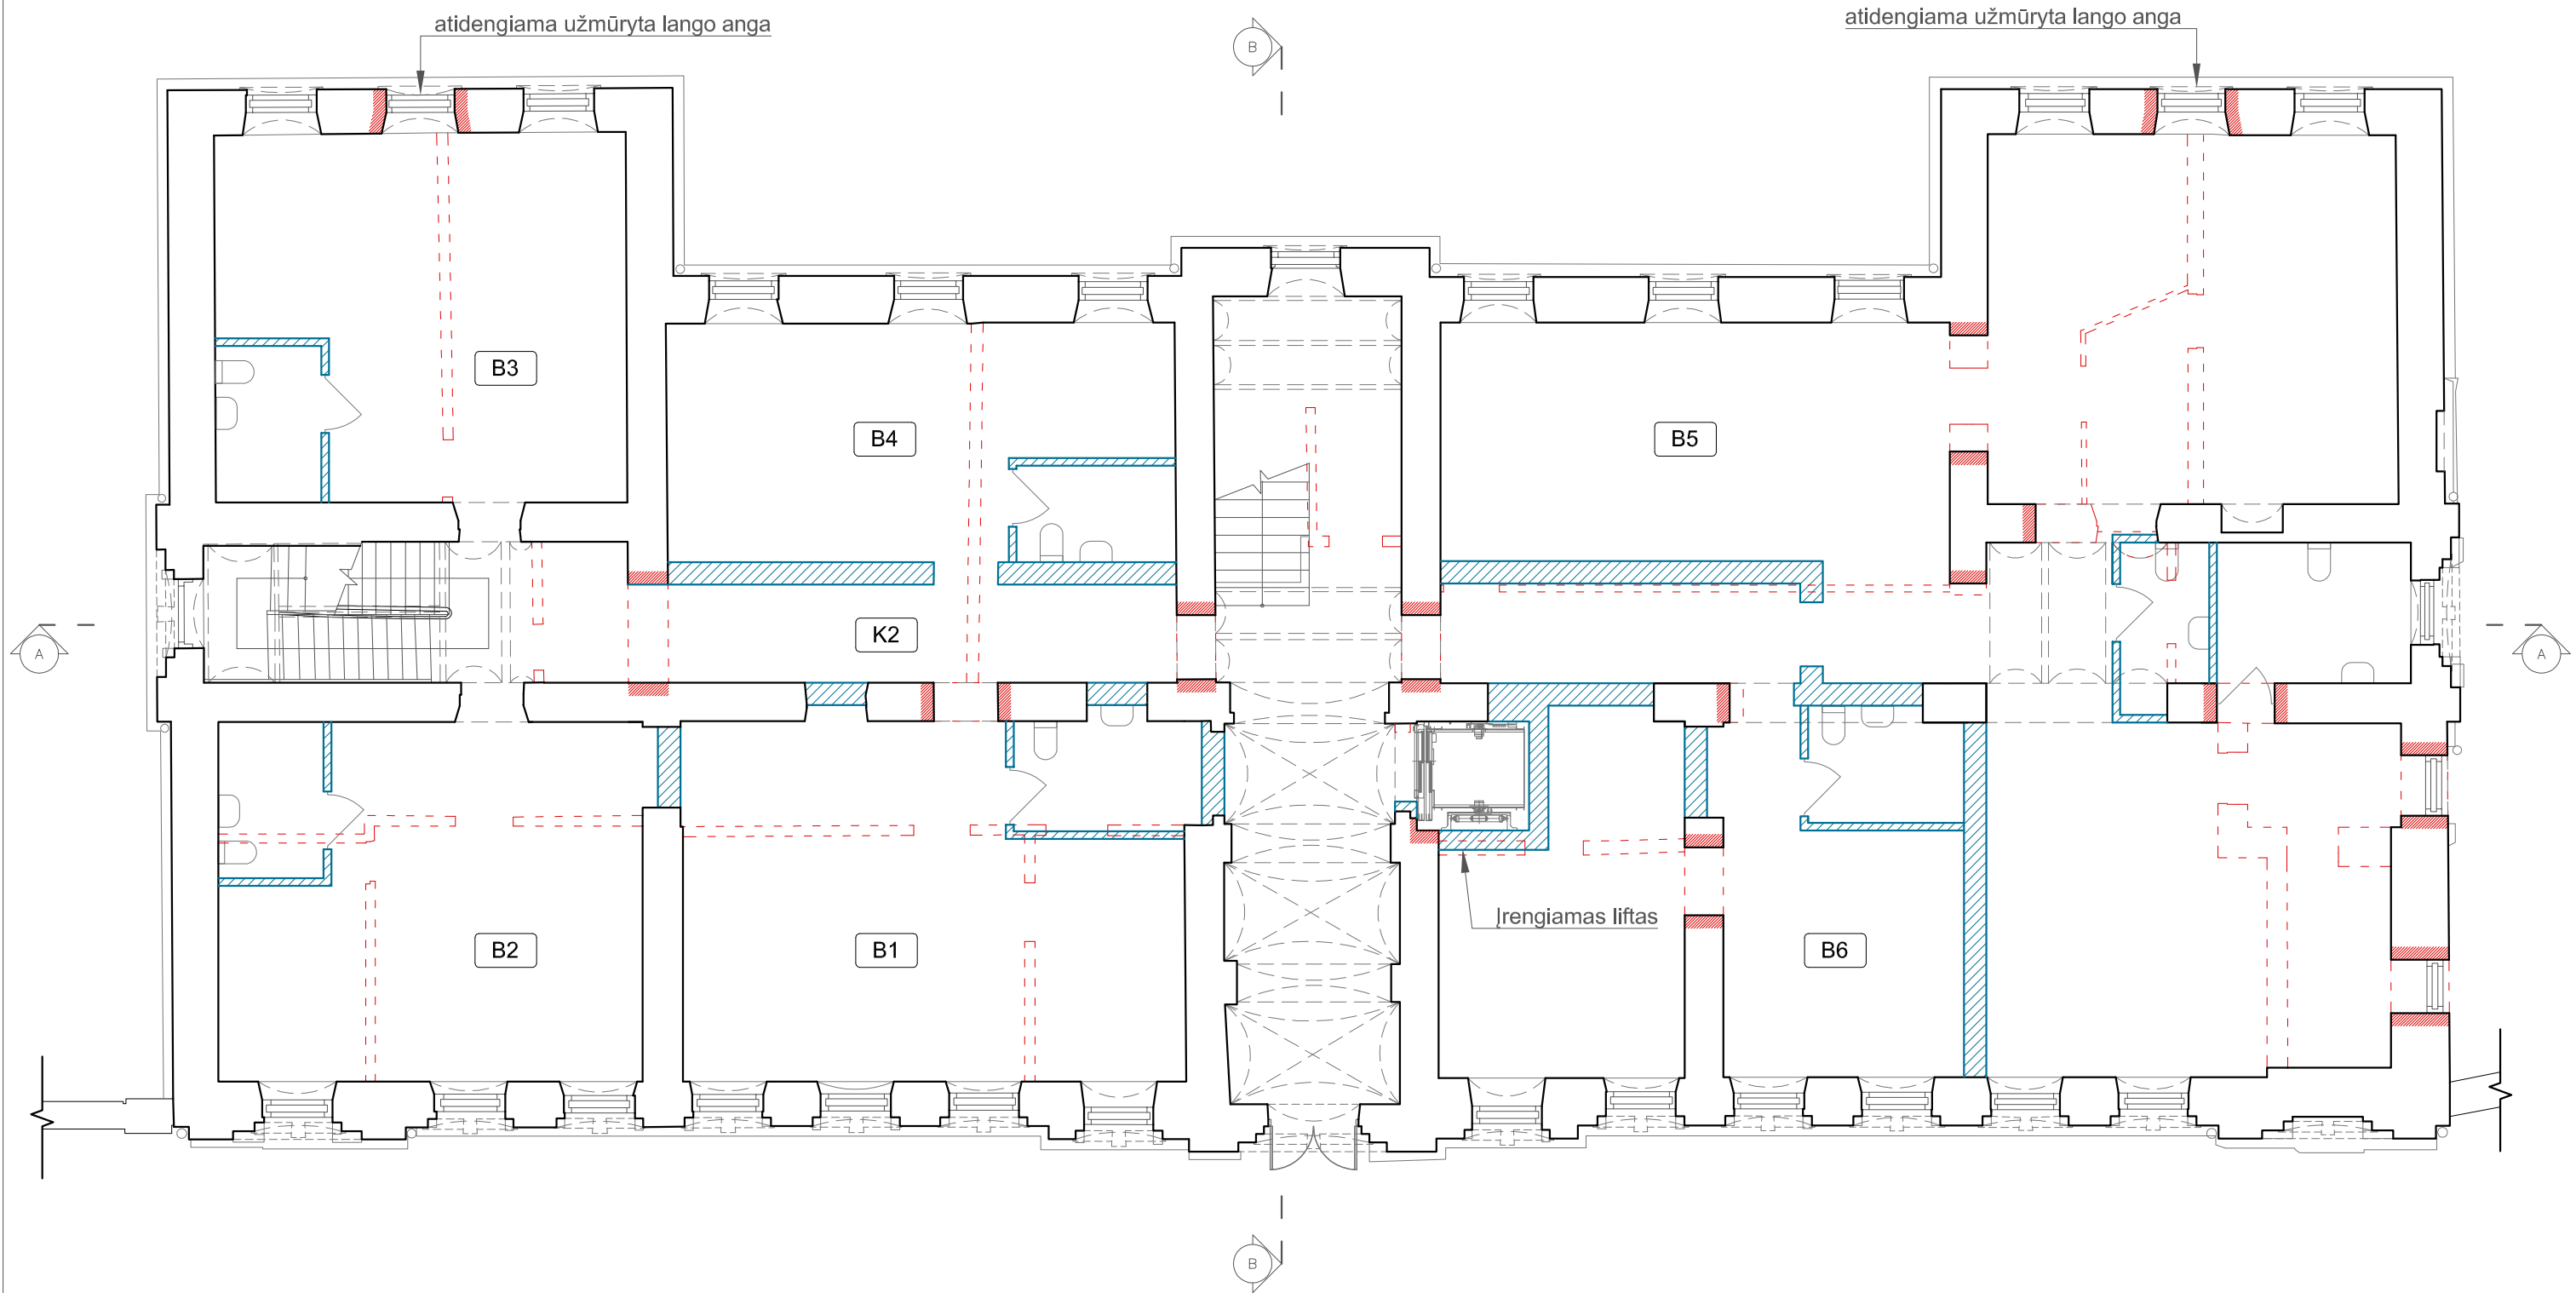 atidengiama užmūryta lango anga
atidengiama užmūryta lango anga
B
B3
B4
B5
K2
A
A
Įrengiamas liftas
B2
B1
B6
B